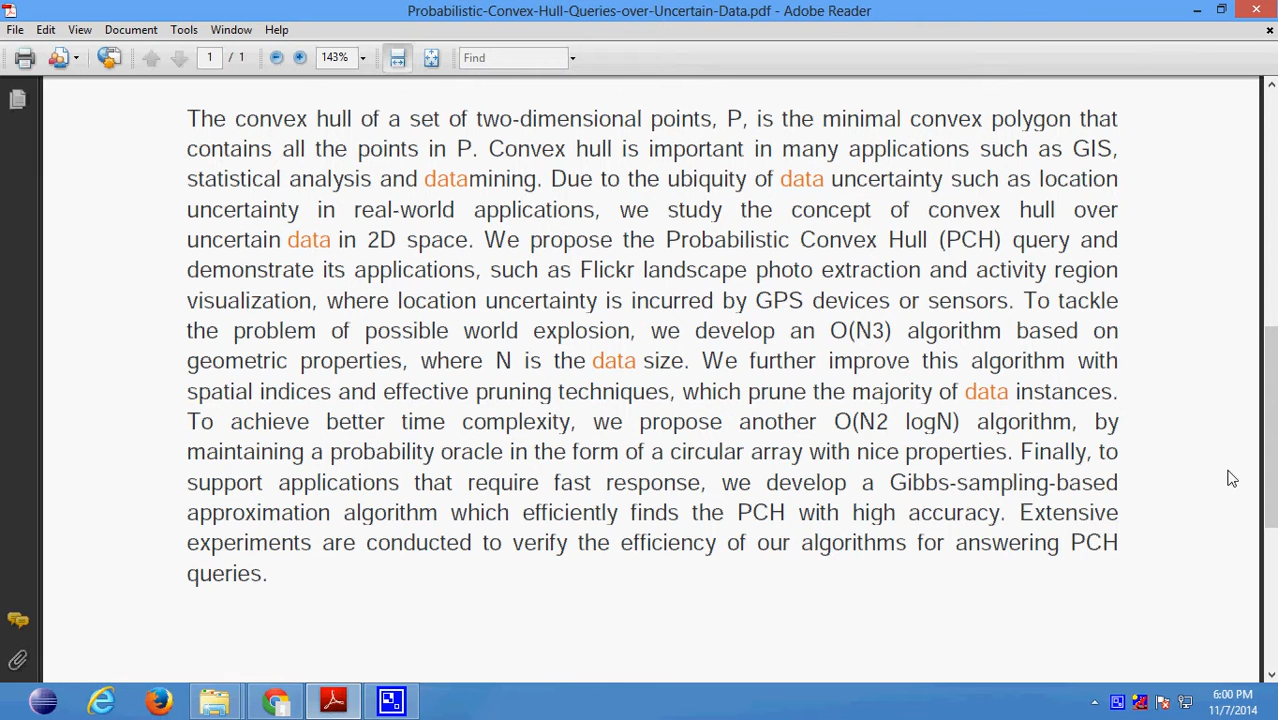 Probabilistic-Convex-Hull-Queries-over-Uncertain-Data.pdf - Adobe Reader
File Edit View Document Tools Window Help
1 / 1 143% Find
The convex hull of a set of two-dimensional points, P, is the minimal convex polygon that
contains all the points in P. Convex hull is important in many applications such as GIS,
statistical analysis and datamining. Due to the ubiquity of data uncertainty such as location
uncertainty in real-world applications, we study the concept of convex hull over
uncertain data in 2D space. We propose the Probabilistic Convex Hull (PCH) query and
demonstrate its applications, such as Flickr landscape photo extraction and activity region
visualization, where location uncertainty is incurred by GPS devices or sensors. To tackle
the problem of possible world explosion, we develop an O(N3) algorithm based on
geometric properties, where N is the data size. We further improve this algorithm with
spatial indices and effective pruning techniques, which prune the majority of data instances.
To achieve better time complexity, we propose another O(N2 logN) algorithm, by
maintaining a probability oracle in the form of a circular array with nice properties. Finally, to
support applications that require fast response, we develop a Gibbs-sampling-based
approximation algorithm which efficiently finds the PCH with high accuracy. Extensive
experiments are conducted to verify the efficiency of our algorithms for answering PCH
queries.
6:00 PM
11/7/2014